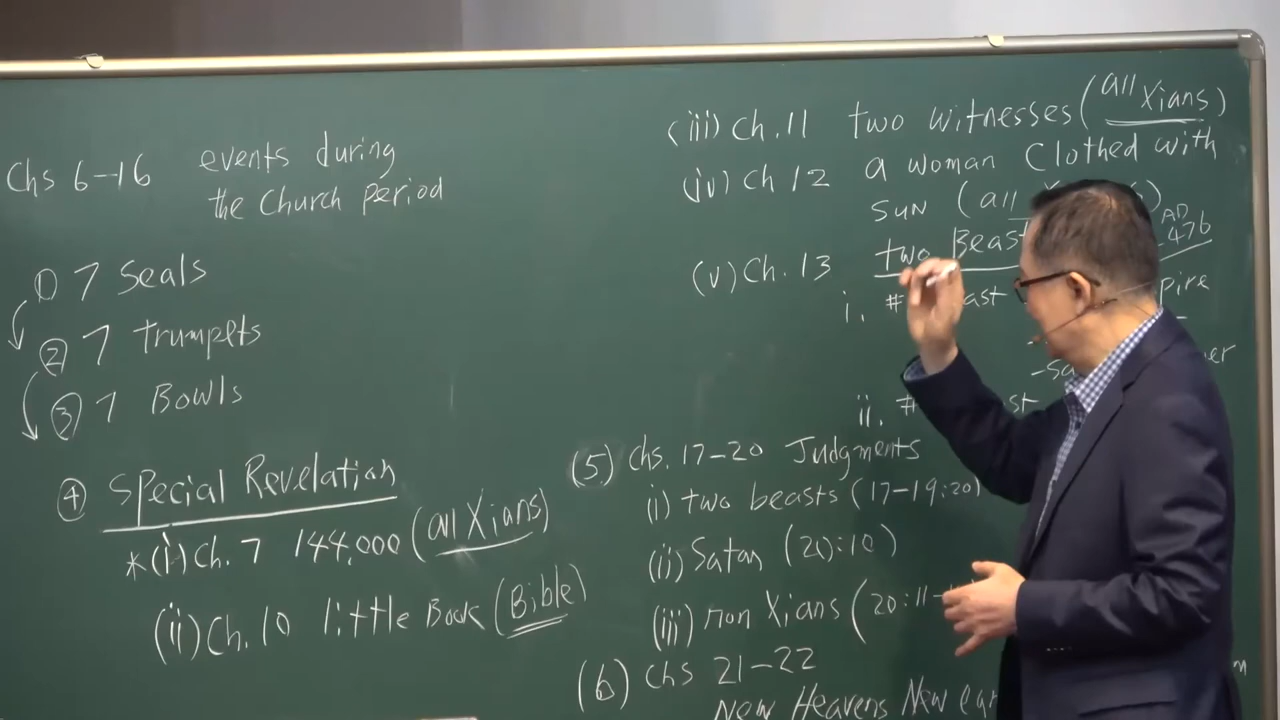 Chs 6-16 events during
the Church period
① 7 Seals
② 7 Trumpets
③ 7 Bowls
④ Special Revelation
*(i) Ch. 7 144,000 (all Xians)
(ii) Ch. 10 little Book (Bible)
(iii) Ch. 11 two witnesses (all Xians)
(iv) Ch 12 a woman Clothed with
SUN (all
AD
(v) Ch. 13 two Beast
-476
i. #
ii. #
(5) chs. 17-20 Judgments
(i) two beasts (17-19:20)
(ii) Satan (20:10)
(iii) non Xians (20:11-
(6) chs 21-22
New Heavens New